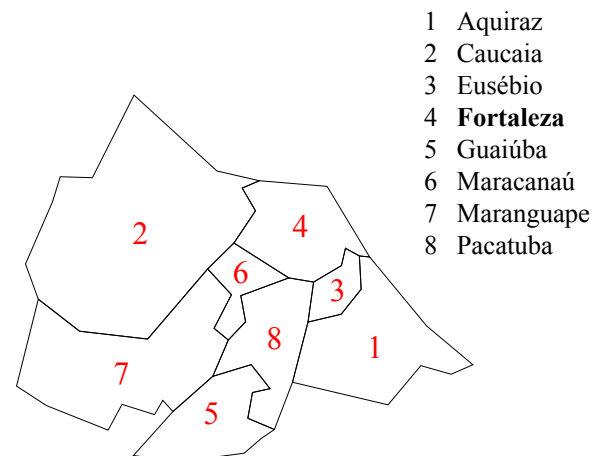 1 Aquiraz
2 Caucaia
3 Eusébio
4 Fortaleza
5 Guaiúba
6 Maracanaú
7 Maranguape
8 Pacatuba
2
4
6
3
8
1
7
5